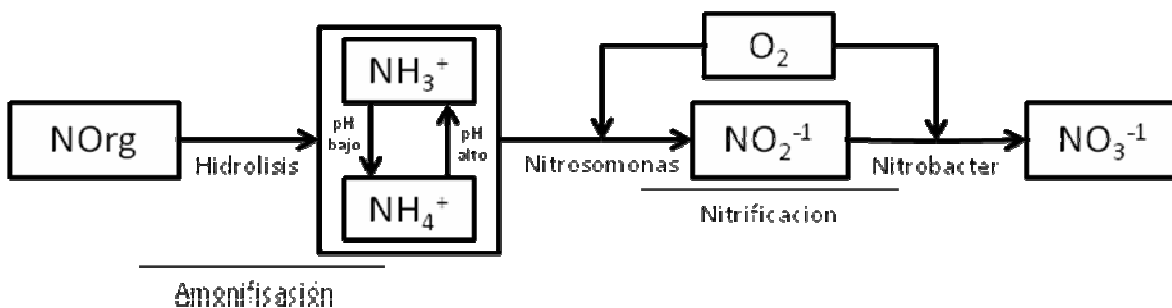 NOrg
Hidrolisis
NH₃⁺
pH bajo
pH alto
NH₄⁺
Nitrosomonas
O₂
NO₂⁻¹
Nitrobacter
NO₃⁻¹
Nitrificacion
Amonificasión